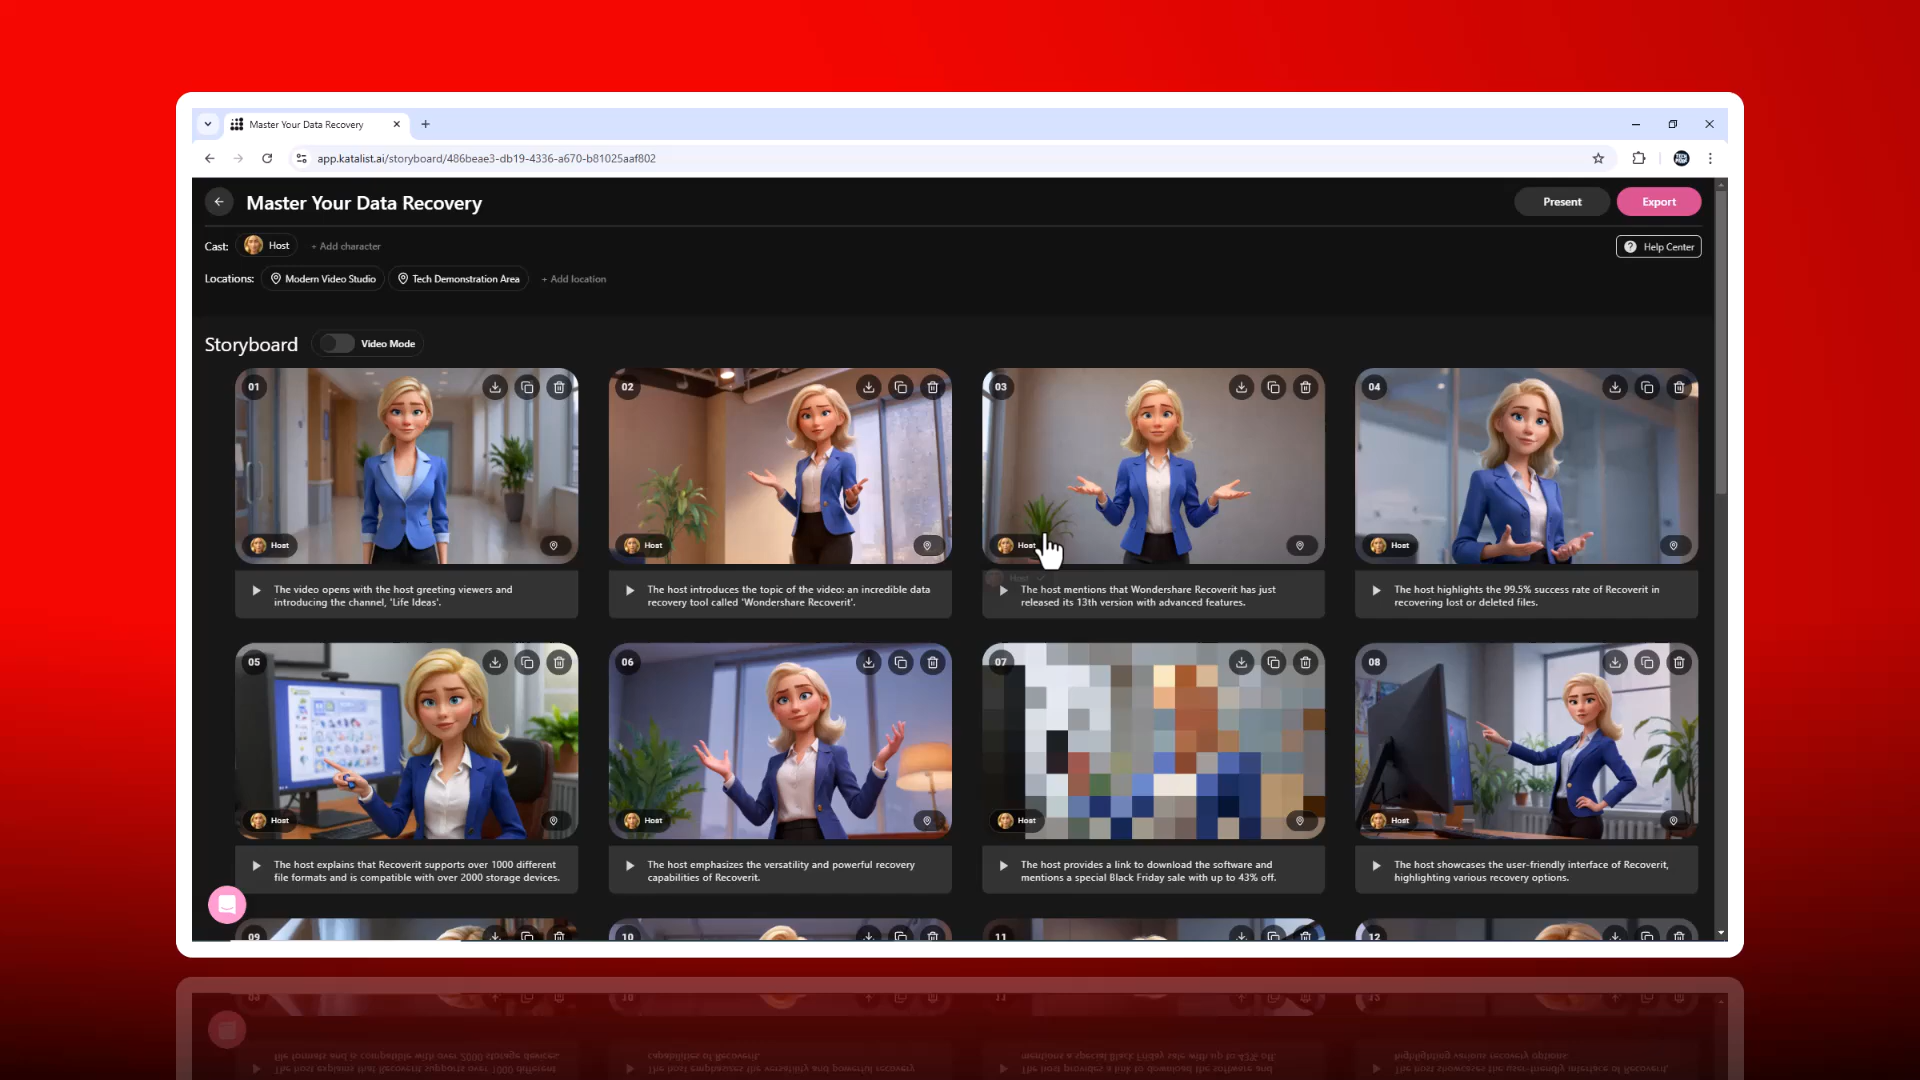 Master Your Data Recovery
app.katalist.ai/storyboard/486beae3-db19-4336-a670-b81025aaf802
Master Your Data Recovery
Present
Export
Cast:
Host
+ Add character
Help Center
Locations:
Modern Video Studio
Tech Demonstration Area
+ Add location
Storyboard
Video Mode
01
02
03
04
Host
Host
Host
Host
Host
The video opens with the host greeting viewers and
introducing the channel, 'Life Ideas'.
The host introduces the topic of the video: an incredible data
recovery tool called 'Wondershare Recoverit'.
The host mentions that Wondershare Recoverit has just
released its 13th version with advanced features.
The host highlights the 99.5% success rate of Recoverit in
recovering lost or deleted files.
05
06
07
08
Host
Host
Host
Host
The host explains that Recoverit supports over 1000 different
file formats and is compatible with over 2000 storage devices.
The host emphasizes the versatility and powerful recovery
capabilities of Recoverit.
The host provides a link to download the software and
mentions a special Black Friday sale with up to 43% off.
The host showcases the user-friendly interface of Recoverit,
highlighting various recovery options.
09
10
11
12